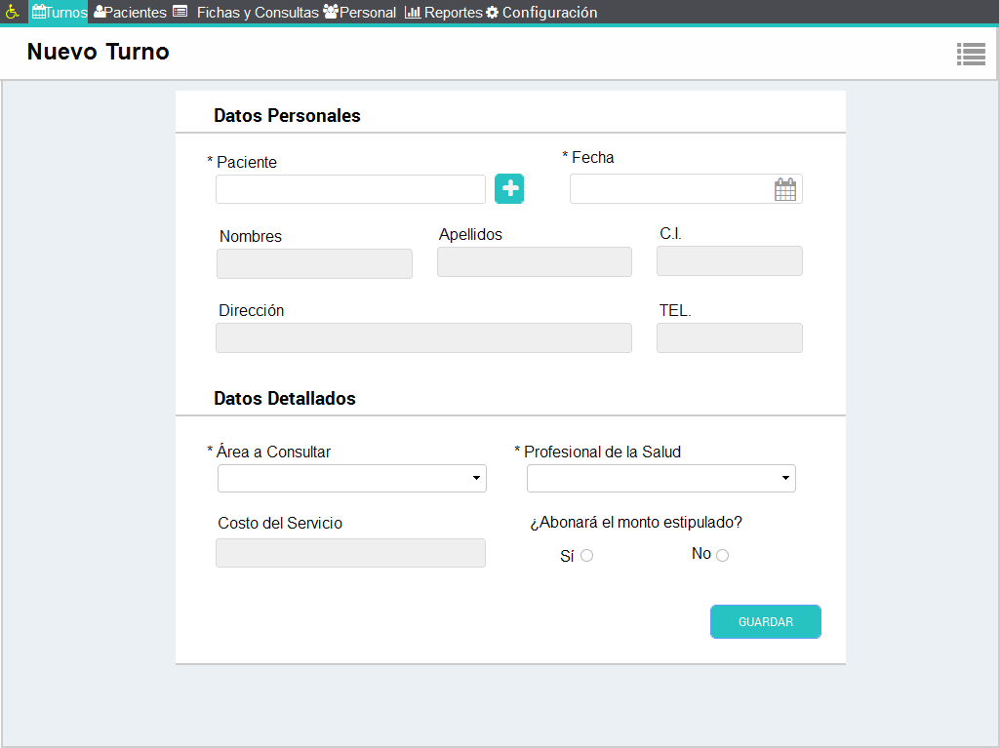 Turnos Pacientes Fichas y Consultas Personal Reportes Configuración
Nuevo Turno
Datos Personales
* Paciente
* Fecha
Nombres
Apellidos
C.I.
Dirección
TEL.
Datos Detallados
* Área a Consultar
* Profesional de la Salud
Costo del Servicio
¿Abonará el monto estipulado?
Sí
No
GUARDAR